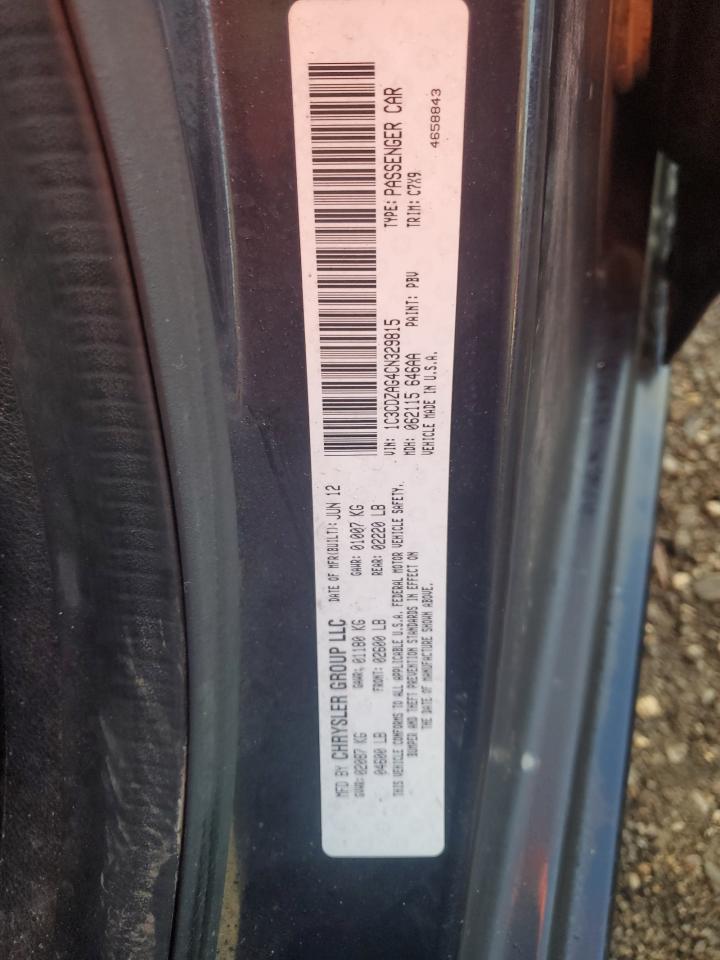 MFD BY CHRYSLER GROUP LLC DATE OF MFR(BUILT): JUN 12
GVWR: 02087 KG GAWR: 01180 KG GAWR: 01007 KG
04600 LB FRONT: 02600 LB REAR: 02220 LB
THIS VEHICLE CONFORMS TO ALL APPLICABLE U.S.A. FEDERAL MOTOR VEHICLE SAFETY,
BUMPER AND THEFT PREVENTION STANDARDS IN EFFECT ON
THE DATE OF MANUFACTURE SHOWN ABOVE.
VIN: 1C3CDZAG4CN329815 TYPE: PASSENGER CAR
MDH: 062115 646AA PAINT: PBV TRIM: C7X9
VEHICLE MADE IN U.S.A. 4658843